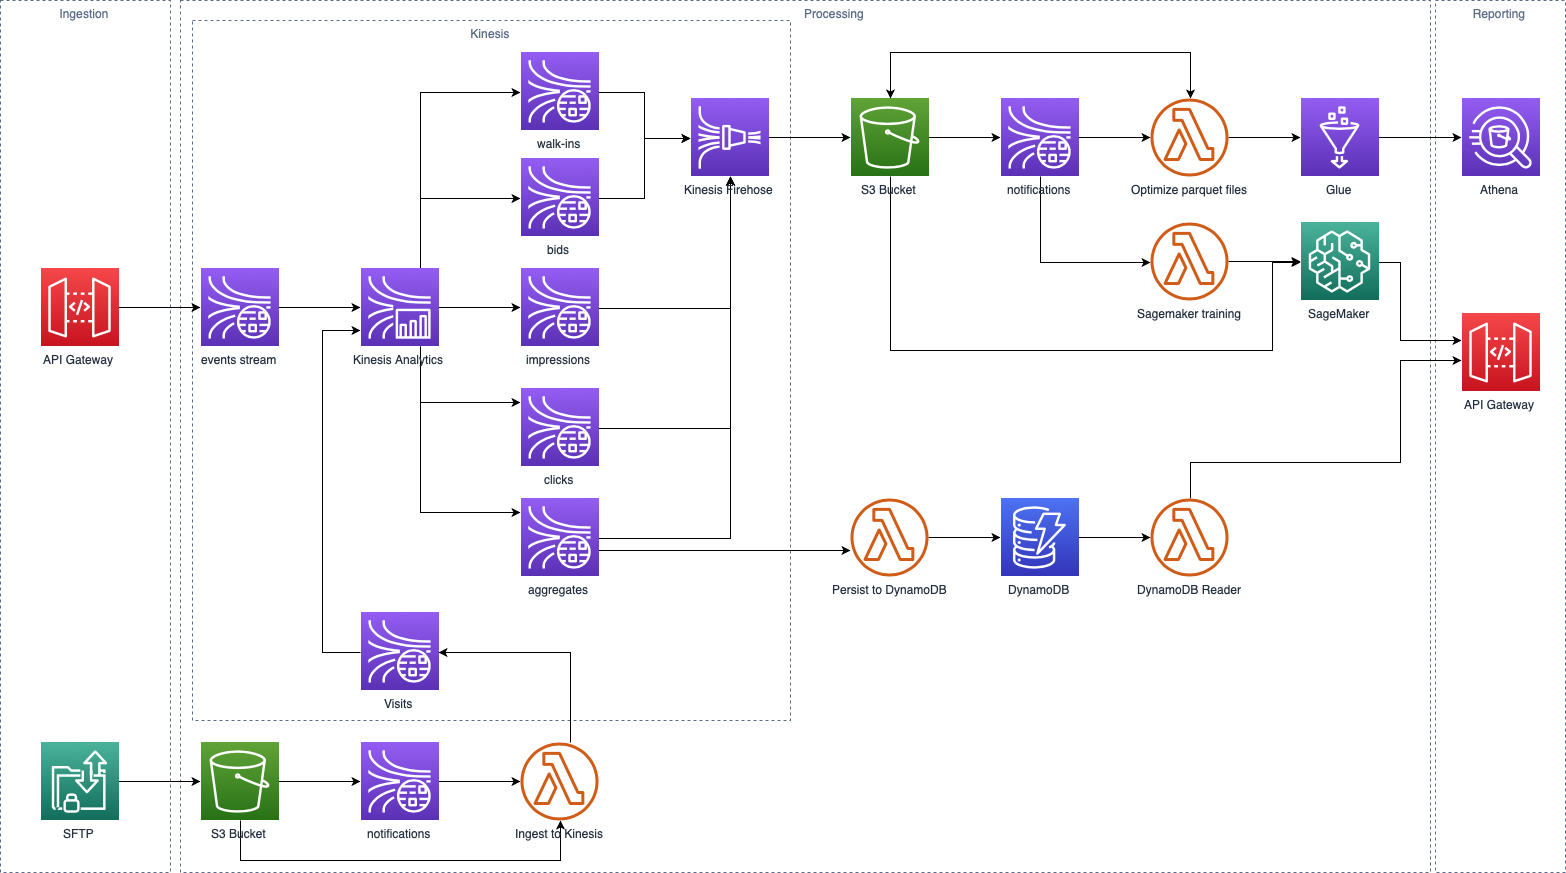 Ingestion
Processing
Reporting
Kinesis
walk-ins
Kinesis Firehose
S3 Bucket
notifications
Optimize parquet files
Glue
Athena
bids
Sagemaker training
SageMaker
API Gateway
events stream
Kinesis Analytics
impressions
API Gateway
clicks
aggregates
Persist to DynamoDB
DynamoDB
DynamoDB Reader
Visits
SFTP
S3 Bucket
notifications
Ingest to Kinesis